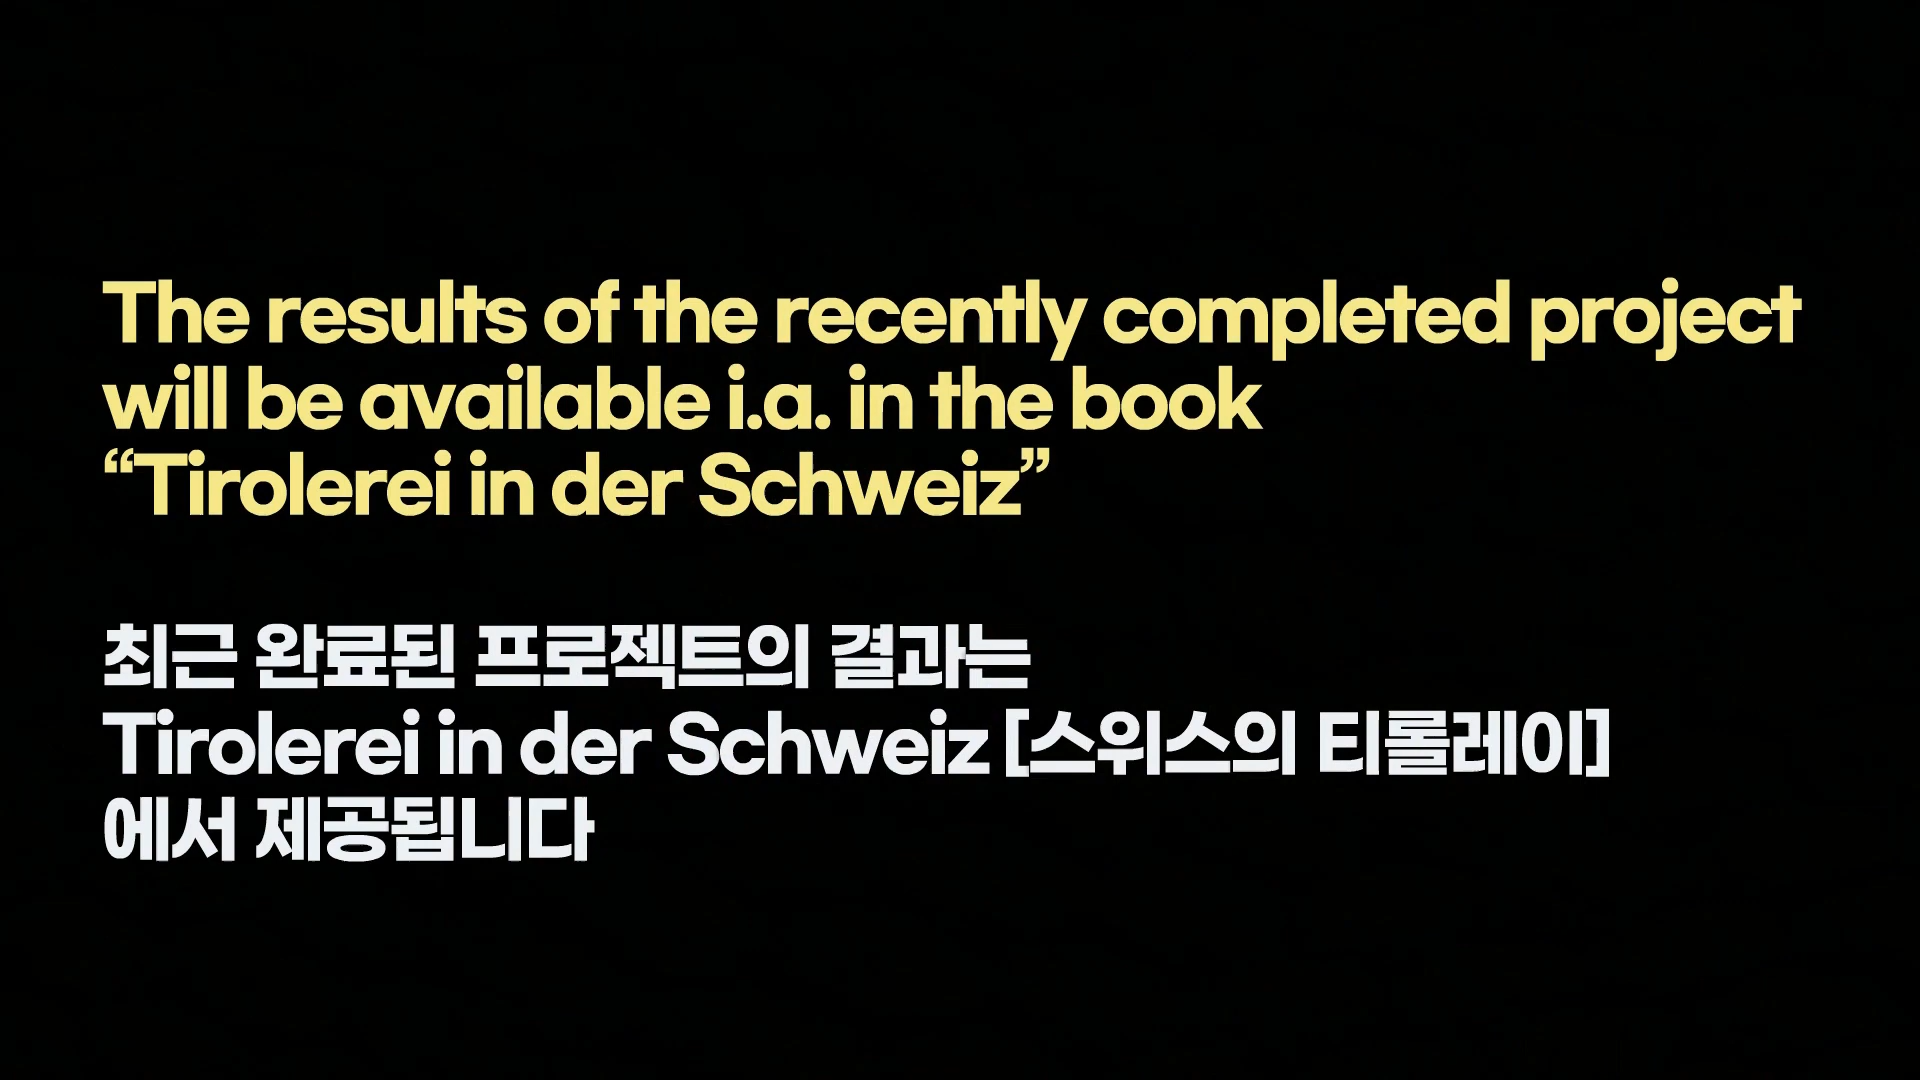 The results of the recently completed project
will be available i.a. in the book
“Tirolerei in der Schweiz”
최근 완료된 프로젝트의 결과는
Tirolerei in der Schweiz [스위스의 티롤레이]
에서 제공됩니다